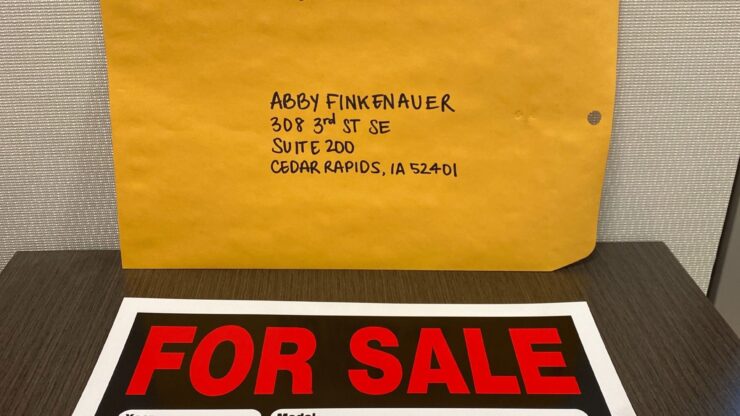 ABBY FINKENAUER
308 3rd ST SE
SUITE 200
CEDAR RAPIDS, IA 52401
FOR SALE